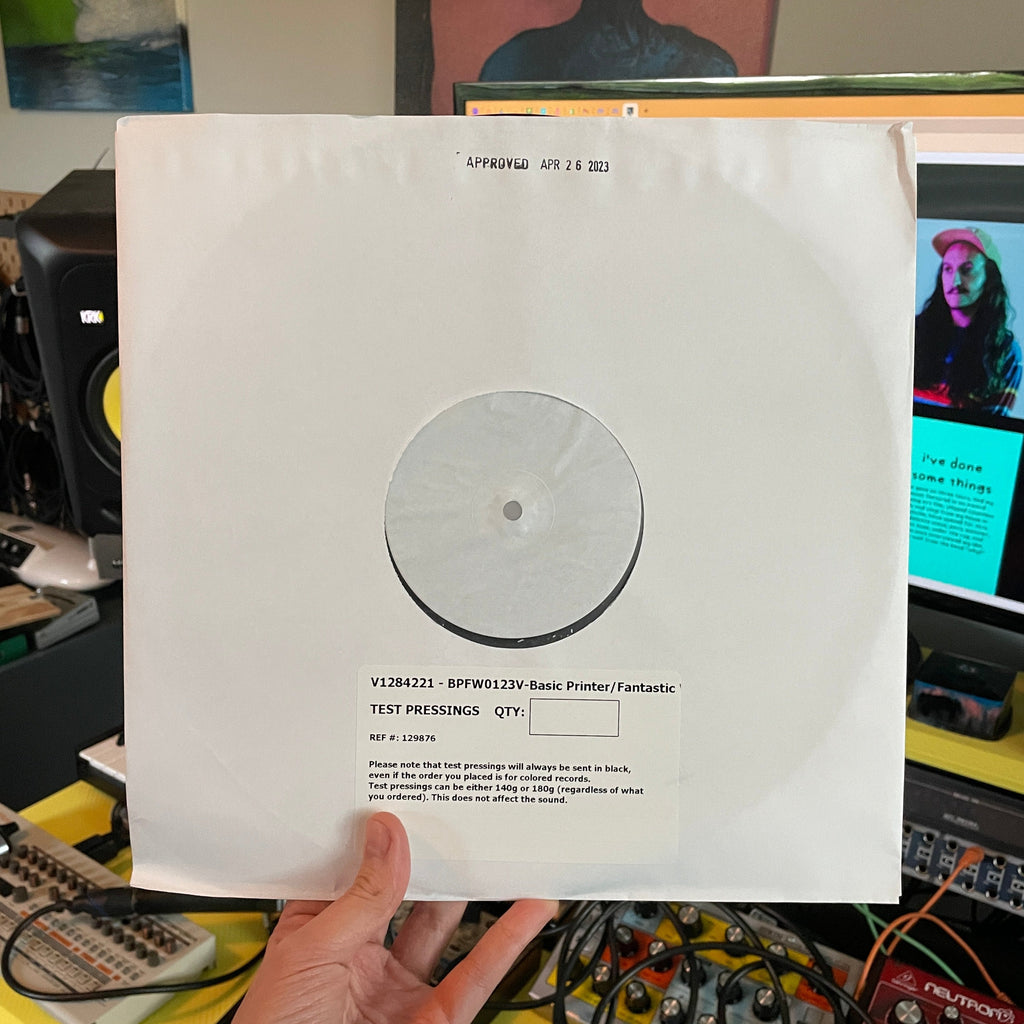 APPROVED APR 26 2023
KRK
i've done
some things
V1284221 - BPFW0123V-Basic Printer/Fantastic
TEST PRESSINGS QTY:
REF #: 129876
Please note that test pressings will always be sent in black,
even if the order you placed is for colored records.
Test pressings can be either 140g or 180g (regardless of what
you ordered). This does not affect the sound.
NEUTRON